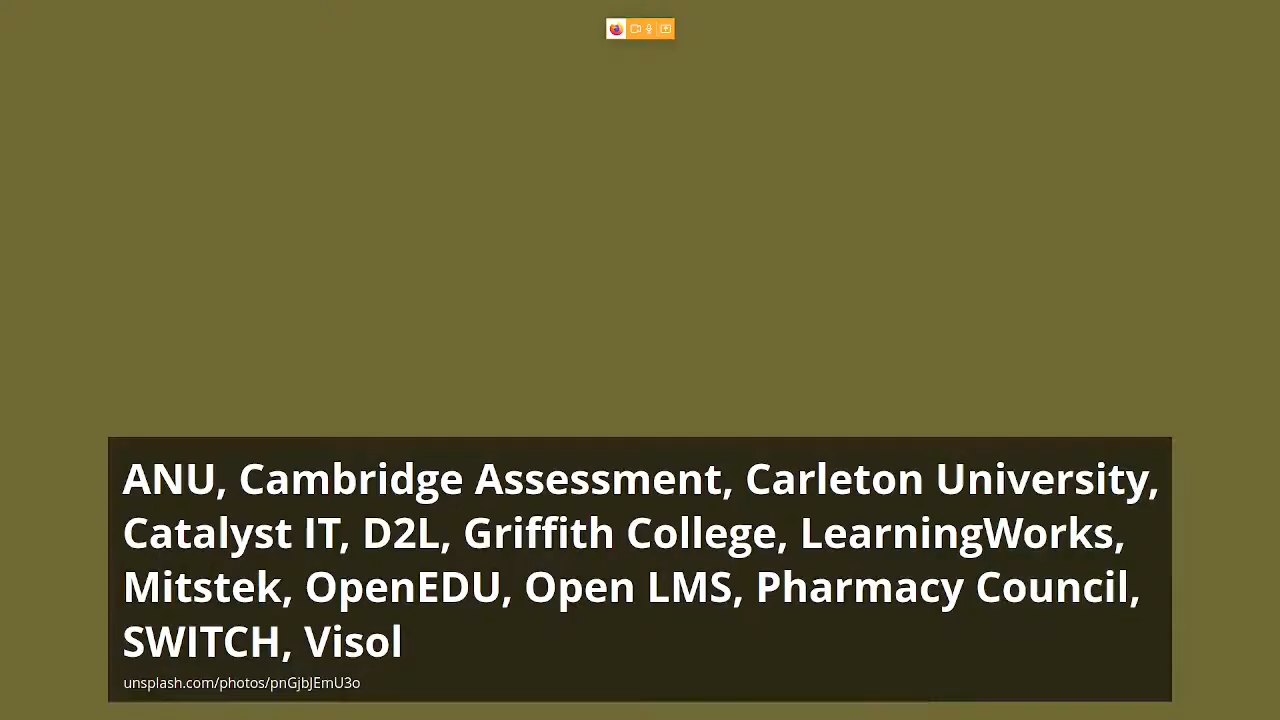 ANU, Cambridge Assessment, Carleton University,
Catalyst IT, D2L, Griffith College, LearningWorks,
Mitstek, OpenEDU, Open LMS, Pharmacy Council,
SWITCH, Visol
unsplash.com/photos/pnGjbJEmU3o